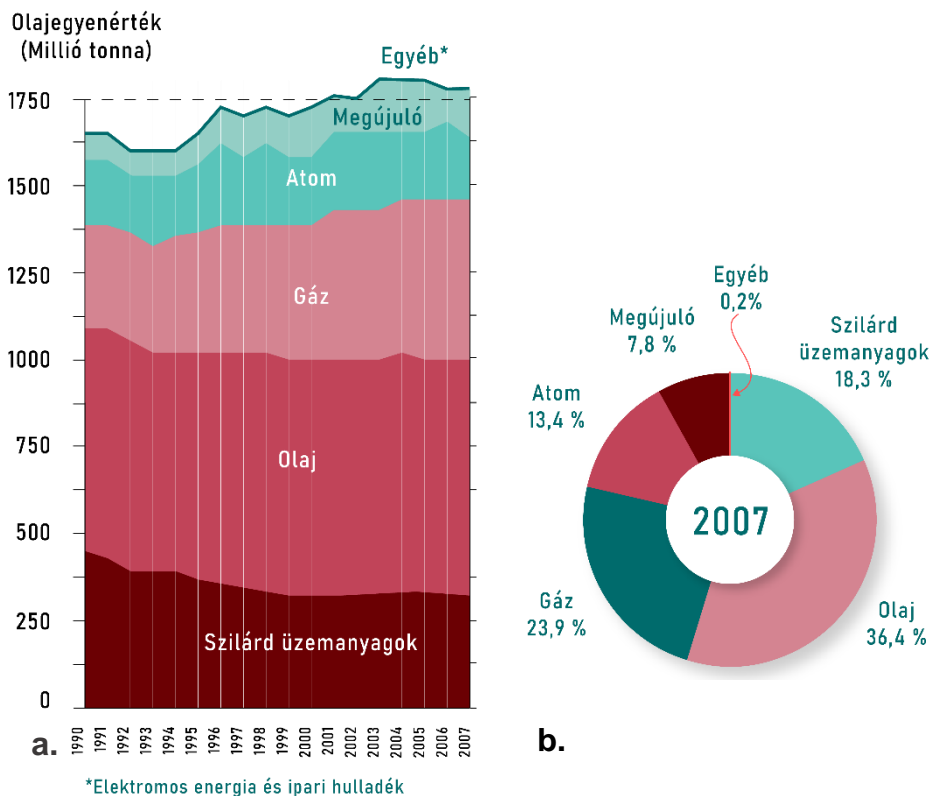 Olajegyenérték
(Millió tonna)
Egyéb*
1750
Megújuló
1500
Atom
1250
Gáz
1000
750
Olaj
500
250
Szilárd üzemanyagok
0
a.
1990
1991
1992
1993
1994
1995
1996
1997
1998
1999
2000
2001
2002
2003
2004
2005
2006
2007
*Elektromos energia és ipari hulladék
Egyéb
0,2%
Megújuló
7,8 %
Szilárd
üzemanyagok
18,3 %
Atom
13,4 %
2007
Gáz
23,9 %
Olaj
36,4 %
b.